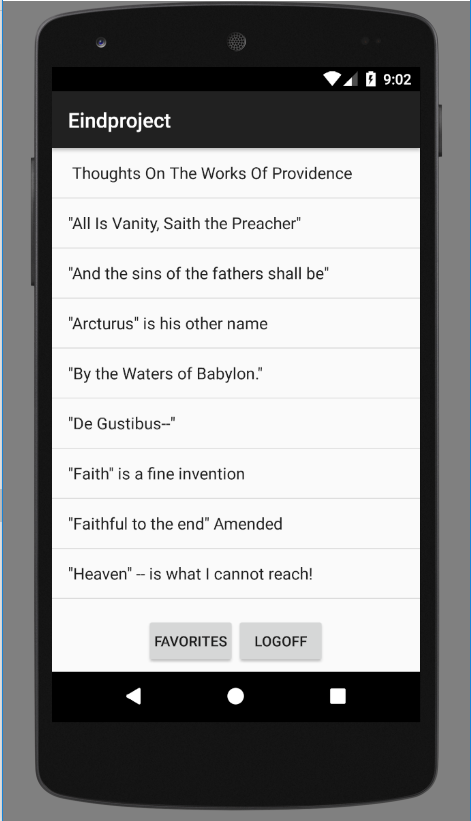 9:02
Eindproject
Thoughts On The Works Of Providence
"All Is Vanity, Saith the Preacher"
"And the sins of the fathers shall be"
"Arcturus" is his other name
"By the Waters of Babylon."
"De Gustibus--"
"Faith" is a fine invention
"Faithful to the end" Amended
"Heaven" -- is what I cannot reach!
FAVORITES LOGOFF